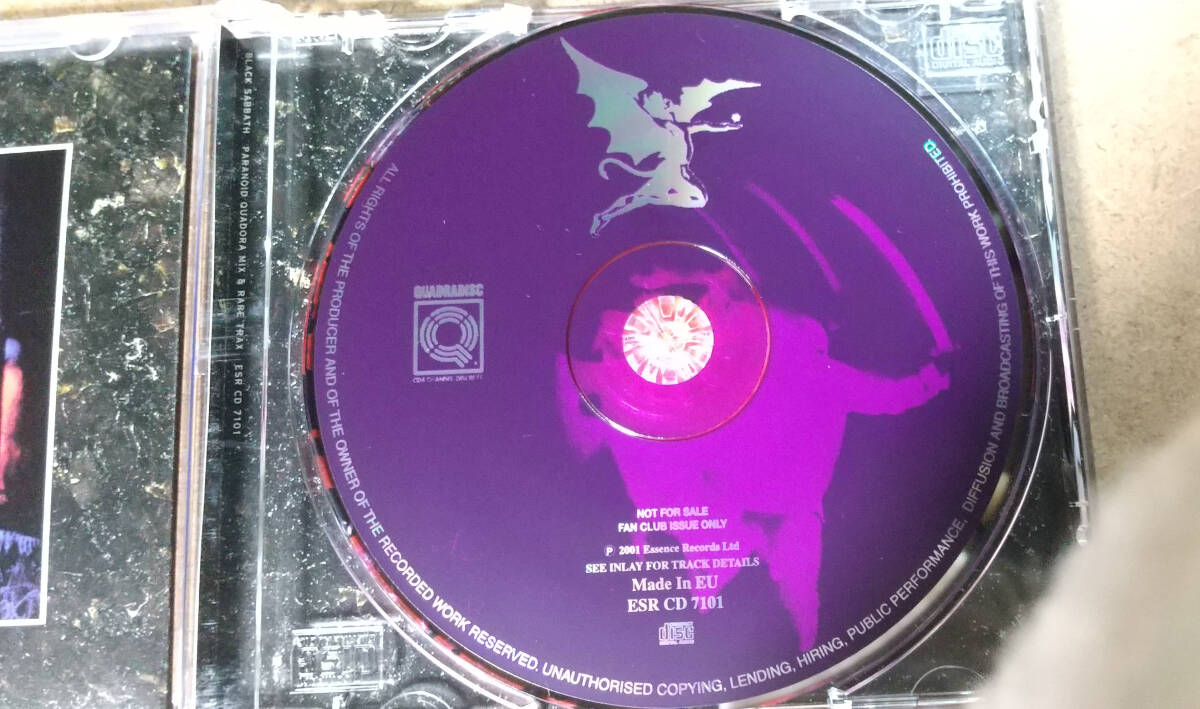 BLACK SABBATH PARANOID QUADORA MIX & RARE TRAX ESR CD 7101
disc
DIGITAL AUDIO
ALL RIGHTS OF THE PRODUCER AND OF THE OWNER OF THE RECORDED WORK RESERVED. UNAUTHORISED COPYING, LENDING, HIRING, PUBLIC PERFORMANCE, DIFFUSION AND BROADCASTING OF THIS WORK PROHIBITED.
QUADRADISC
NOT FOR SALE
FAN CLUB ISSUE ONLY
℗ 2001 Essence Records Ltd
SEE INLAY FOR TRACK DETAILS
Made In EU
ESR CD 7101
disc
DIGITAL AUDIO